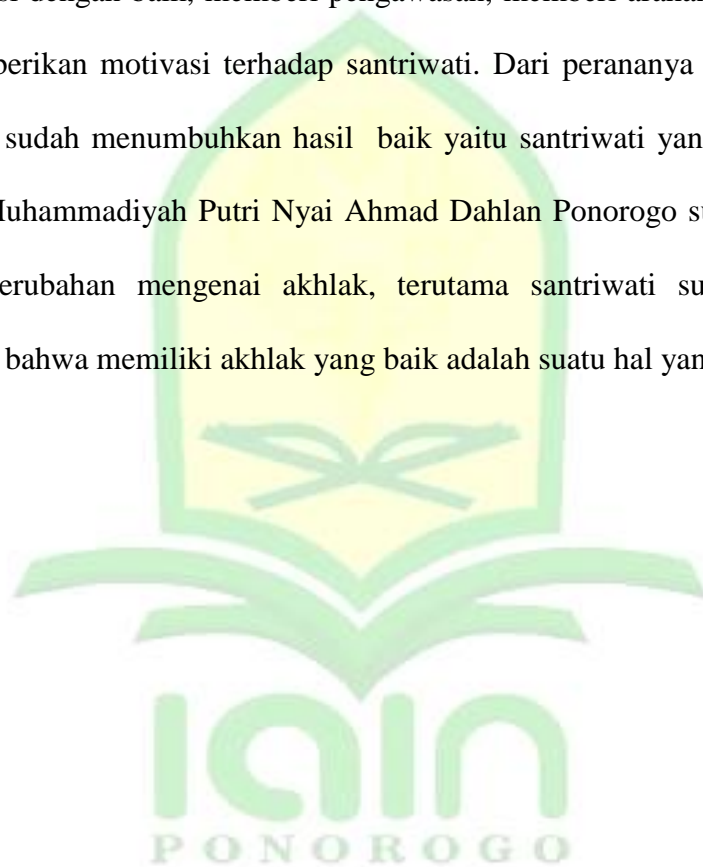 si dengan baik, memberi pengawasan, memberi arahan
berikan motivasi terhadap santriwati. Dari perananya
sudah menumbuhkan hasil baik yaitu santriwati yan
Muhammadiyah Putri Nyai Ahmad Dahlan Ponorogo su
erubahan mengenai akhlak, terutama santriwati su
bahwa memiliki akhlak yang baik adalah suatu hal yan
iain
PONOROGO